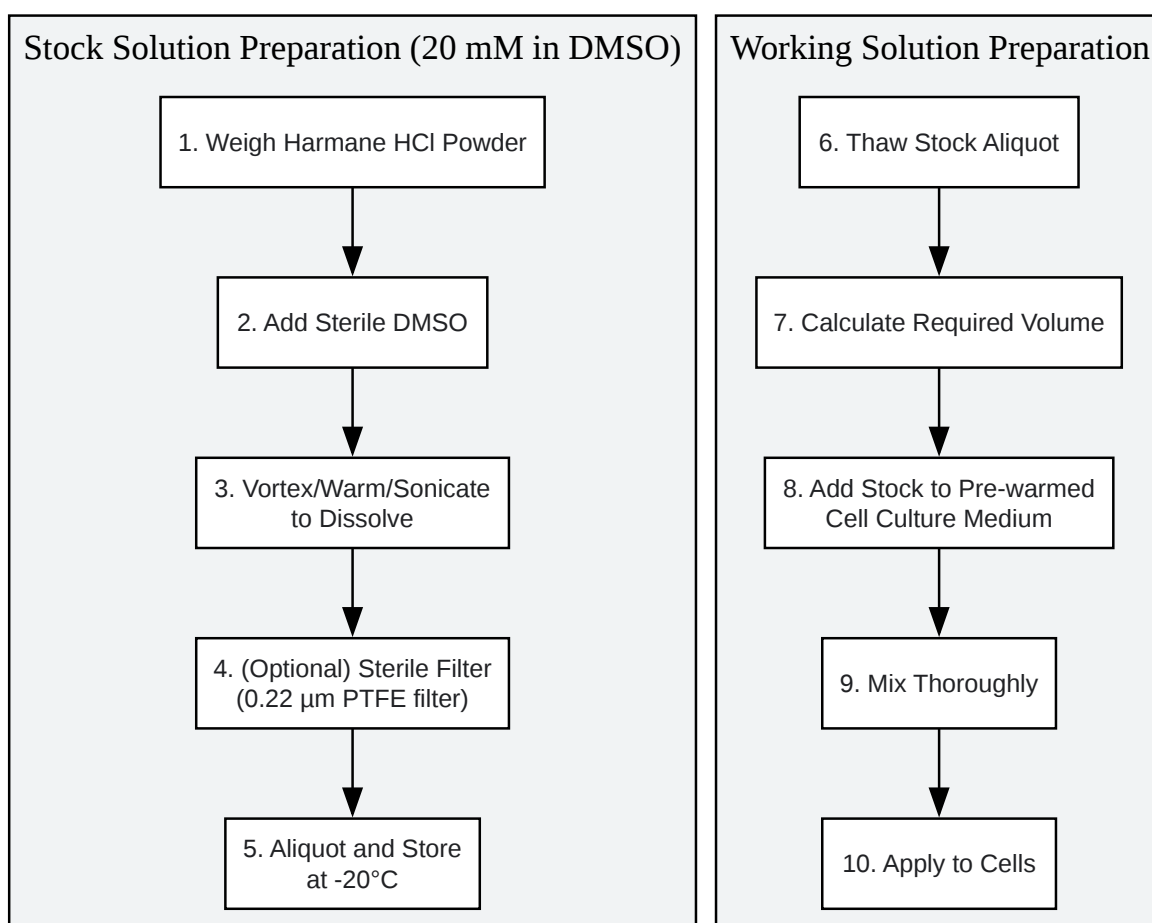 Stock Solution Preparation (20 mM in DMSO)
1. Weigh Harmane HCl Powder
2. Add Sterile DMSO
3. Vortex/Warm/Sonicate
to Dissolve
4. (Optional) Sterile Filter
(0.22 µm PTFE filter)
5. Aliquot and Store
at -20°C
Working Solution Preparation
6. Thaw Stock Aliquot
7. Calculate Required Volume
8. Add Stock to Pre-warmed
Cell Culture Medium
9. Mix Thoroughly
10. Apply to Cells